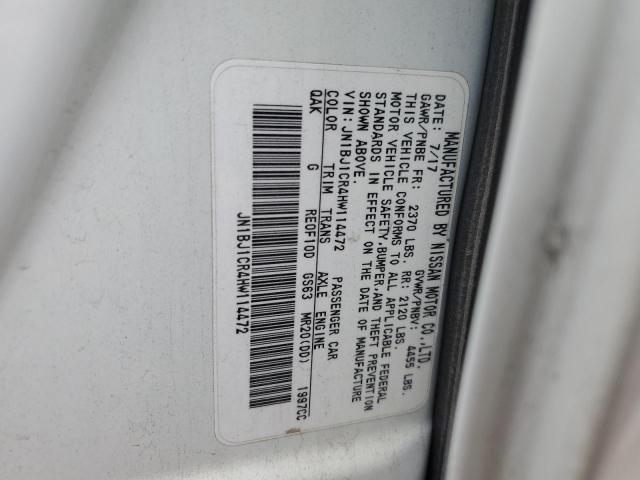 MANUFACTURED BY NISSAN MOTOR CO.,LTD.
DATE: 7/17 GVWR/PNBV: 4455 LBS.
GAWR/PNBE FR: 2370 LBS. RR: 2120 LBS.
THIS VEHICLE CONFORMS TO ALL APPLICABLE FEDERAL
MOTOR VEHICLE SAFETY,BUMPER,AND THEFT PREVENTION
STANDARDS IN EFFECT ON THE DATE OF MANUFACTURE
SHOWN ABOVE.
VIN: JN1BJ1CR4HW114472 PASSENGER CAR
COLOR TRIM TRANS AXLE ENGINE
QAK G RE0F10D GS63 MR20(DD) 1997CC
JN1BJ1CR4HW114472